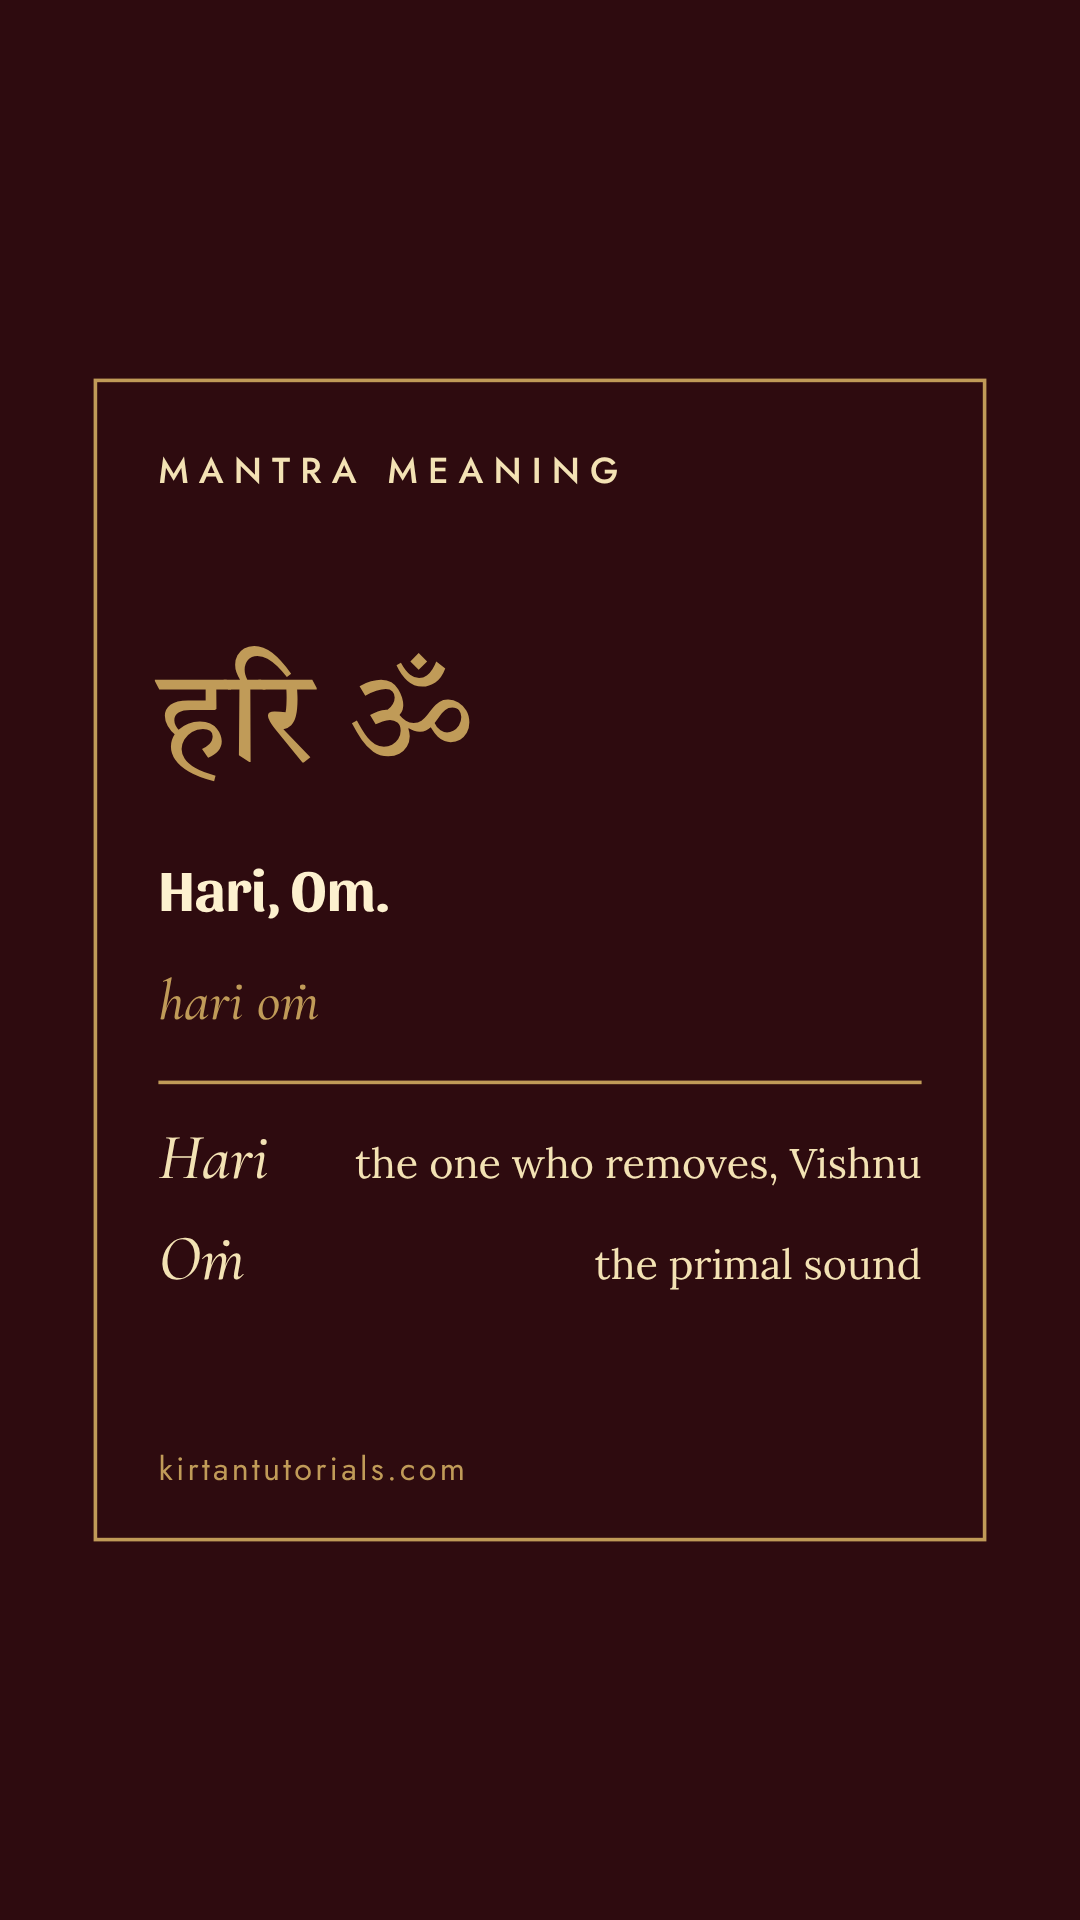 MANTRA MEANING
हरि ॐ
Hari, Om.
hari oṁ
Hari the one who removes, Vishnu
Oṁ the primal sound
kirtantutorials.com